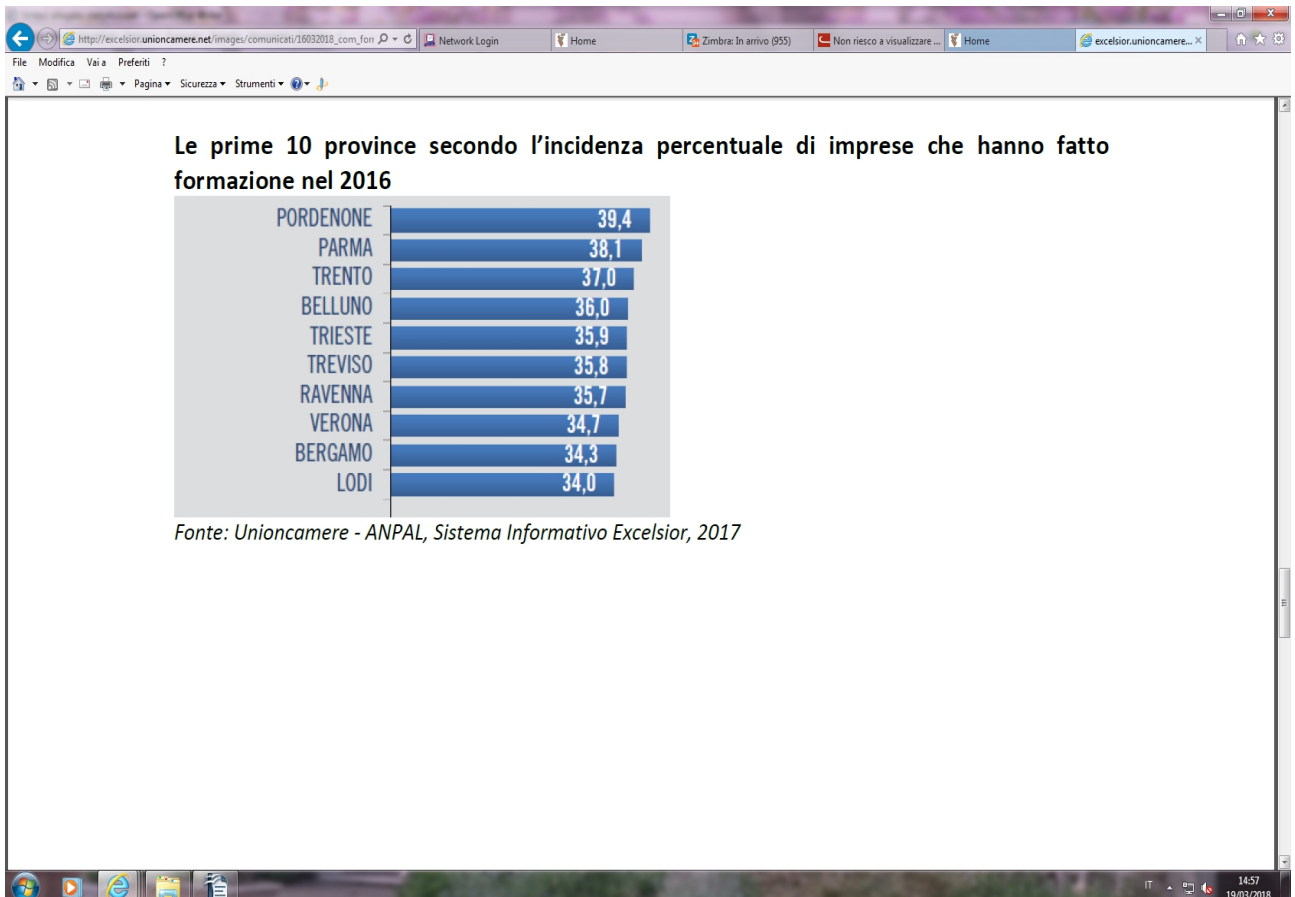 http://excelsior.unioncamere.net/images/comunicati/16032018_com_fon
Network Login
Home
Zimbra: In arrivo (955)
Non riesco a visualizzare ...
Home
excelsior.unioncamere...
File Modifica Vai a Preferiti ?
Pagina Sicurezza Strumenti
Le prime 10 province secondo l'incidenza percentuale di imprese che hanno fatto
formazione nel 2016
PORDENONE 39,4
PARMA 38,1
TRENTO 37,0
BELLUNO 36,0
TRIESTE 35,9
TREVISO 35,8
RAVENNA 35,7
VERONA 34,7
BERGAMO 34,3
LODI 34,0
Fonte: Unioncamere - ANPAL, Sistema Informativo Excelsior, 2017
IT
14:57
19/03/2018